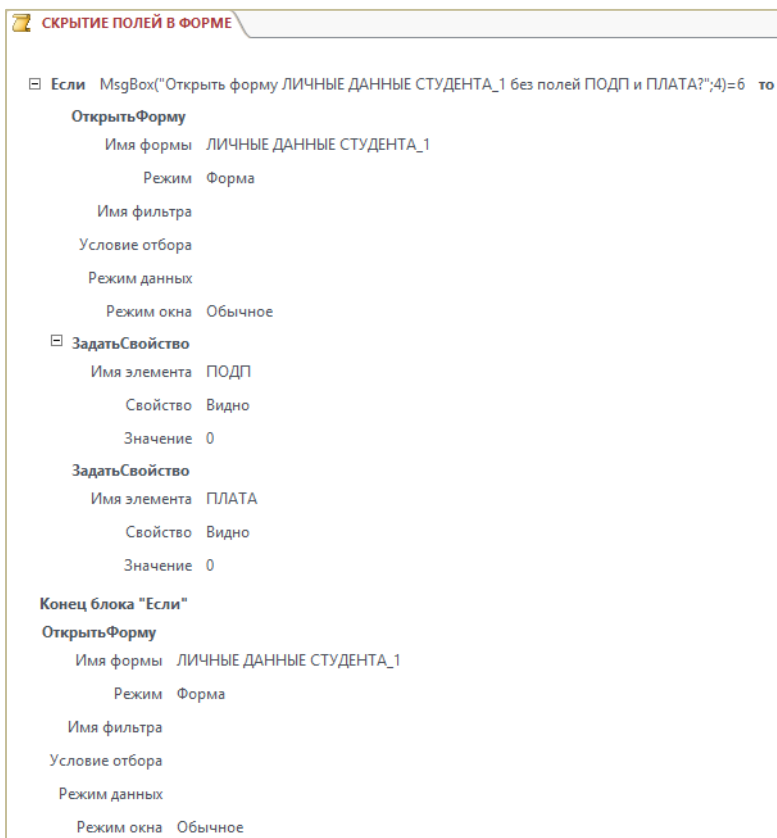 СКРЫТИЕ ПОЛЕЙ В ФОРМЕ
Если MsgBox("Открыть форму ЛИЧНЫЕ ДАННЫЕ СТУДЕНТА_1 без полей ПОДП и ПЛАТА?";4)=6 то
ОткрытьФорму
Имя формы ЛИЧНЫЕ ДАННЫЕ СТУДЕНТА_1
Режим Форма
Имя фильтра
Условие отбора
Режим данных
Режим окна Обычное
ЗадатьСвойство
Имя элемента ПОДП
Свойство Видно
Значение 0
ЗадатьСвойство
Имя элемента ПЛАТА
Свойство Видно
Значение 0
Конец блока "Если"
ОткрытьФорму
Имя формы ЛИЧНЫЕ ДАННЫЕ СТУДЕНТА_1
Режим Форма
Имя фильтра
Условие отбора
Режим данных
Режим окна Обычное